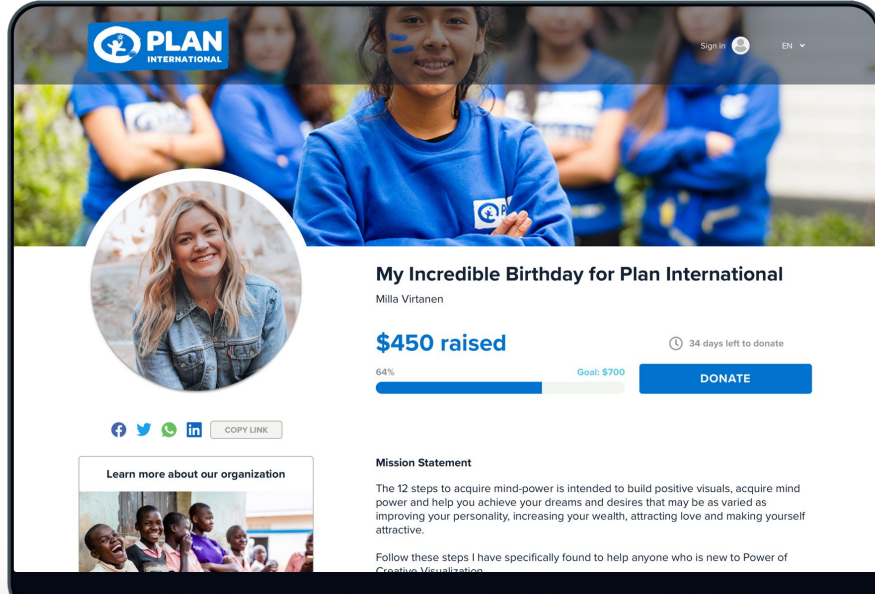 PLAN
INTERNATIONAL
Sign in
EN
My Incredible Birthday for Plan International
Milla Virtanen
$450 raised
34 days left to donate
64%
Goal: $700
DONATE
COPY LINK
Learn more about our organization
Mission Statement
The 12 steps to acquire mind-power is intended to build positive visuals, acquire mind
power and help you achieve your dreams and desires that may be as varied as
improving your personality, increasing your wealth, attracting love and making yourself
attractive.
Follow these steps I have specifically found to help anyone who is new to Power of
Creative Visualization